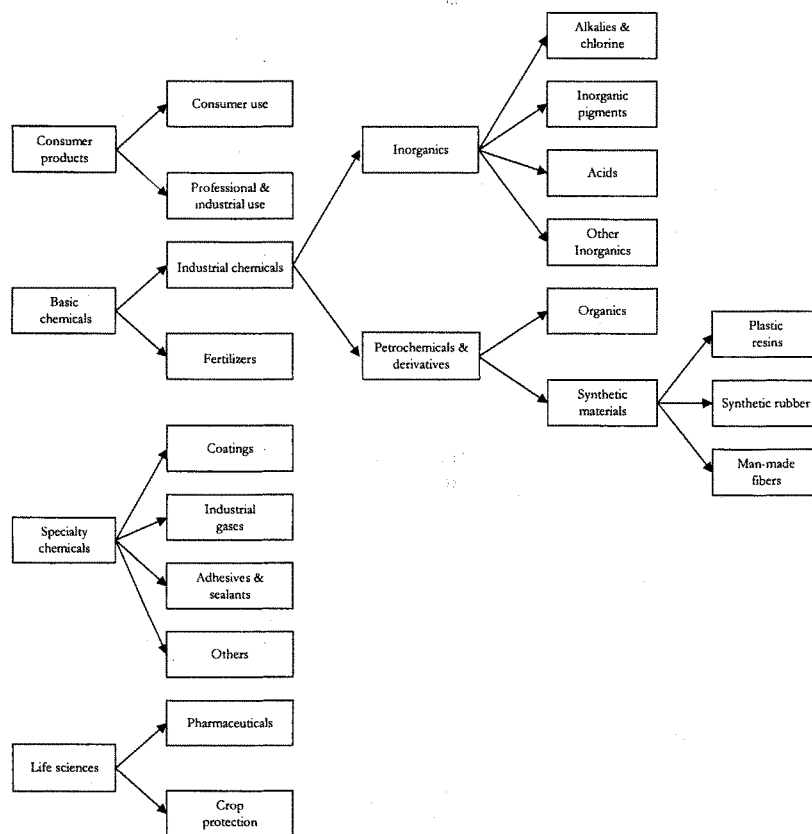 Consumer
products
Consumer use
Professional &
industrial use
Basic
chemicals
Industrial chemicals
Fertilizers
Inorganics
Alkalies &
chlorine
Inorganic
pigments
Acids
Other
Inorganics
Petrochemicals &
derivatives
Organics
Synthetic
materials
Plastic
resins
Synthetic rubber
Man-made
fibers
Specialty
chemicals
Coatings
Industrial
gases
Adhesives &
sealants
Others
Life sciences
Pharmaceuticals
Crop
protection